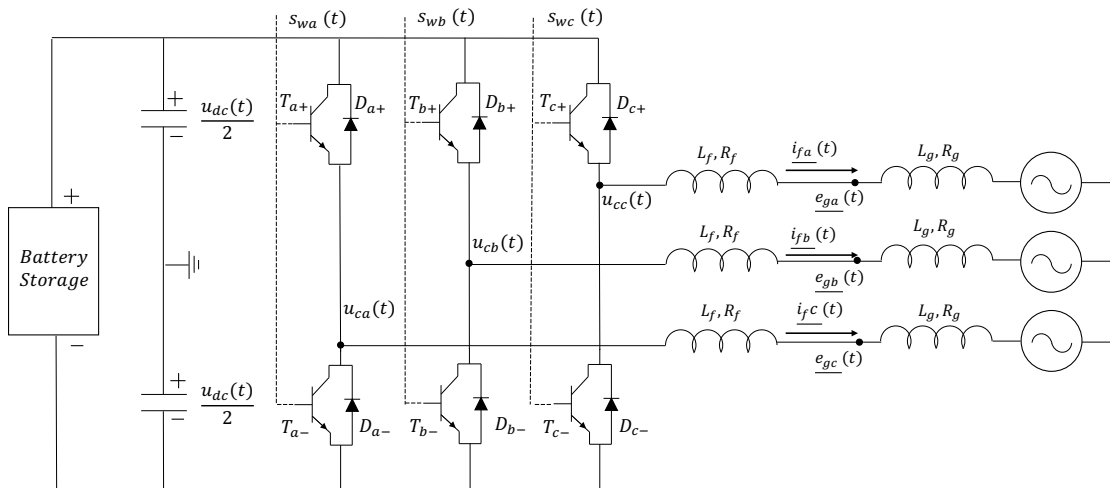 s_wa (t)
s_wb (t)
s_wc (t)
+
u_dc(t)
2
−
T_a+
D_a+
T_b+
D_b+
T_c+
D_c+
+
Battery
Storage
−
L_f, R_f
i_fa(t)
L_g, R_g
u_cc(t)
e_ga(t)
L_f, R_f
i_fb(t)
L_g, R_g
u_cb(t)
e_gb(t)
L_f, R_f
i_fc(t)
L_g, R_g
u_ca(t)
e_gc(t)
+
u_dc(t)
2
−
T_a−
D_a−
T_b−
D_b−
T_c−
D_c−